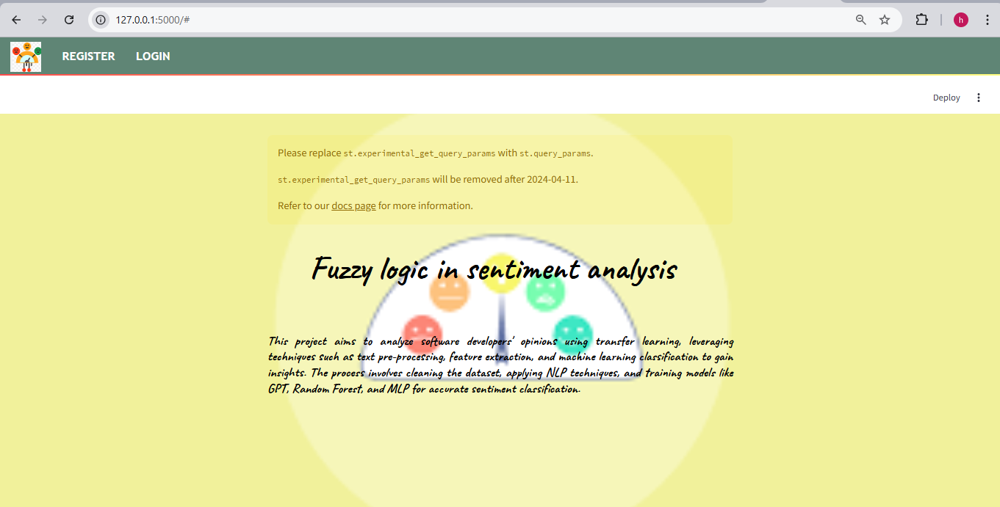 127.0.0.1:5000/#
h
REGISTER LOGIN
Deploy
Please replace st.experimental_get_query_params with st.query_params.
st.experimental_get_query_params will be removed after 2024-04-11.
Refer to our docs page for more information.
Fuzzy logic in sentiment analysis
This project aims to analyze software developers' opinions using transfer learning, leveraging
techniques such as text pre-processing, feature extraction, and machine learning classification to gain
insights. The process involves cleaning the dataset, applying NLP techniques, and training models like
GPT, Random Forest, and MLP for accurate sentiment classification.